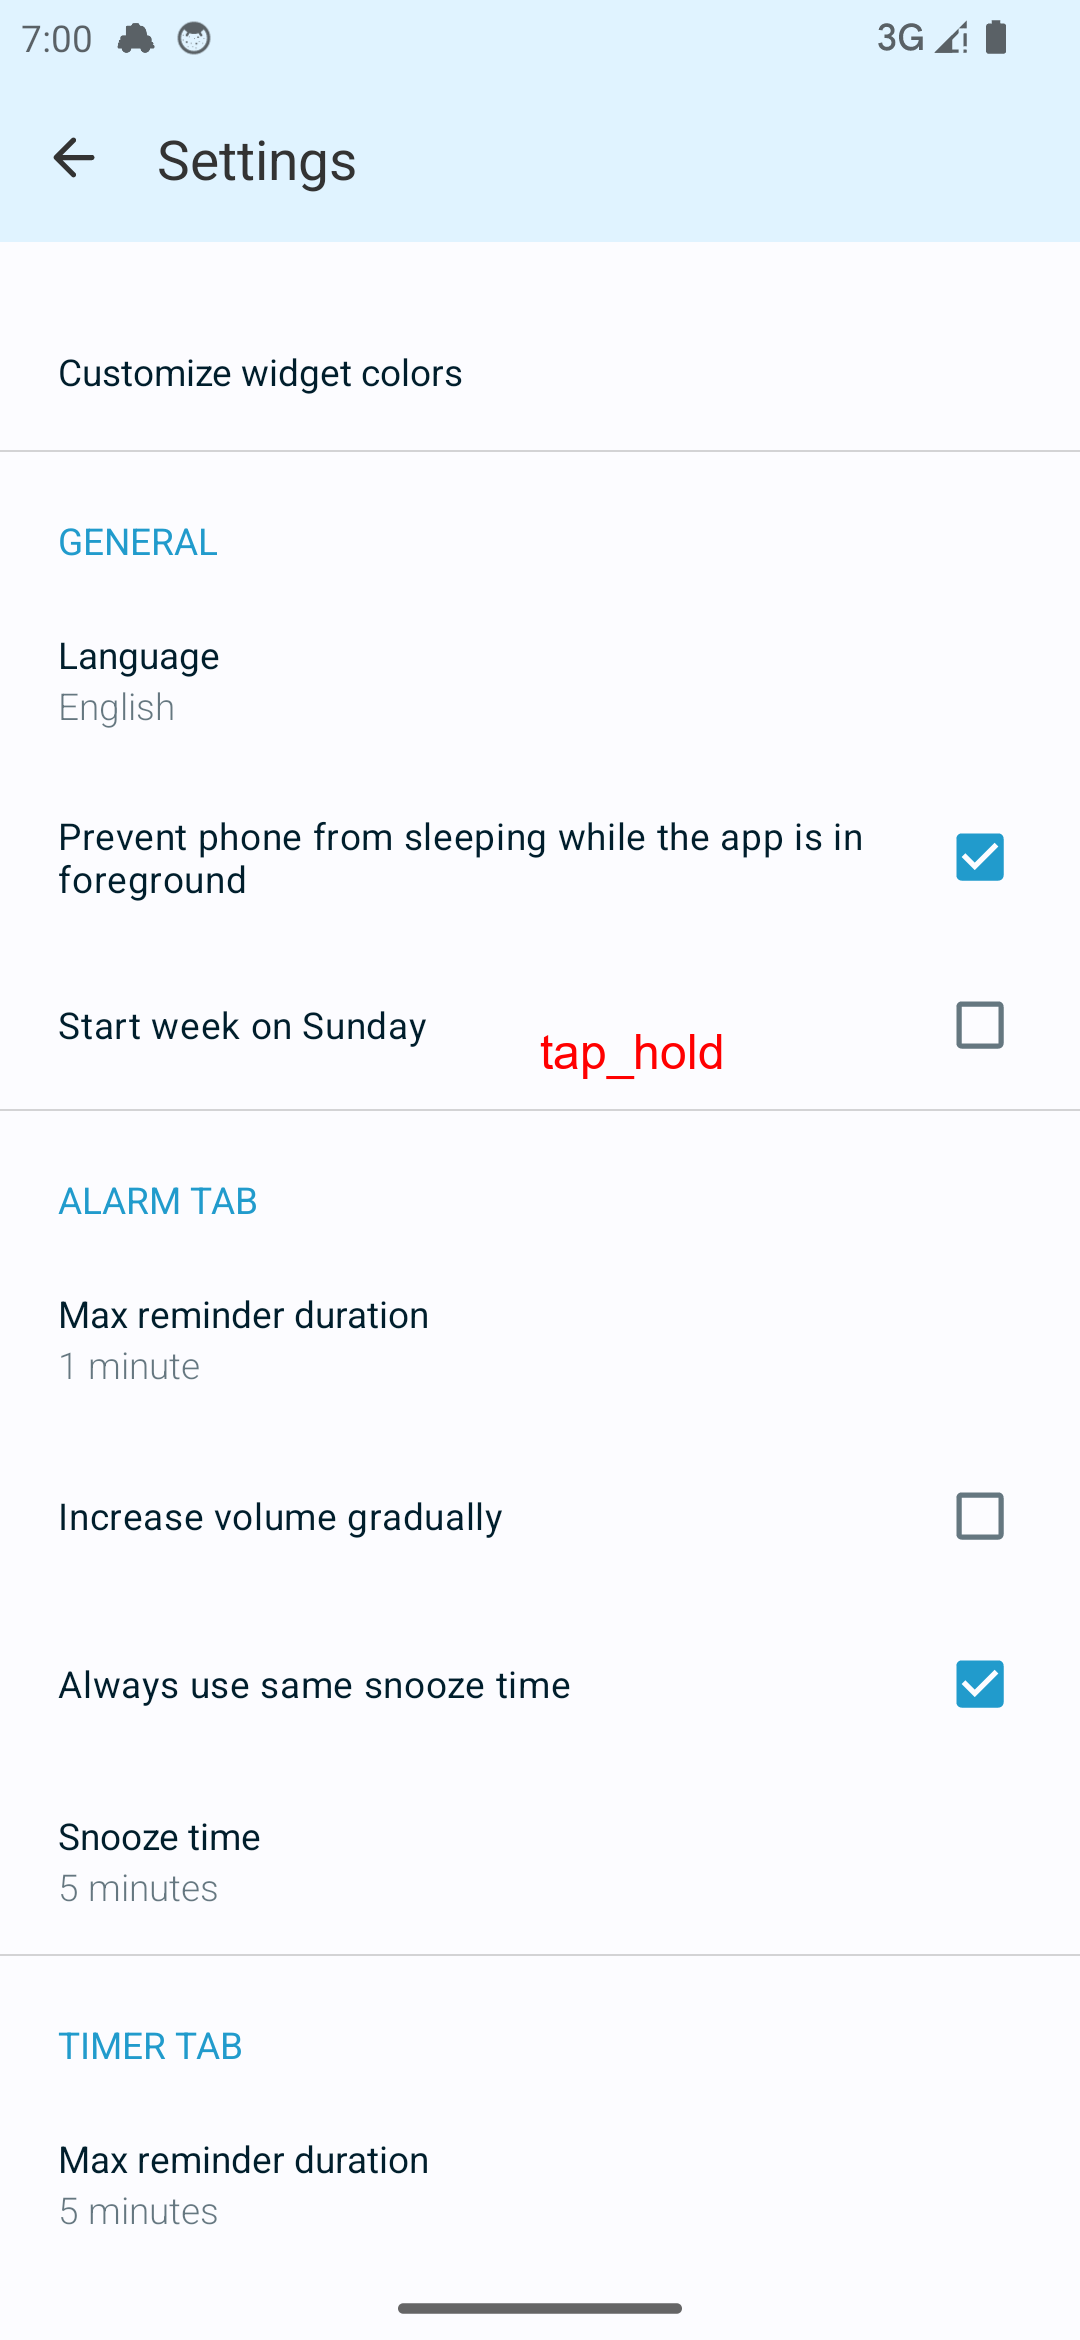 7:00
3G
Settings
Customize widget colors
GENERAL
Language
English
Prevent phone from sleeping while the app is in
foreground
Start week on Sunday
tap_hold
ALARM TAB
Max reminder duration
1 minute
Increase volume gradually
Always use same snooze time
Snooze time
5 minutes
TIMER TAB
Max reminder duration
5 minutes